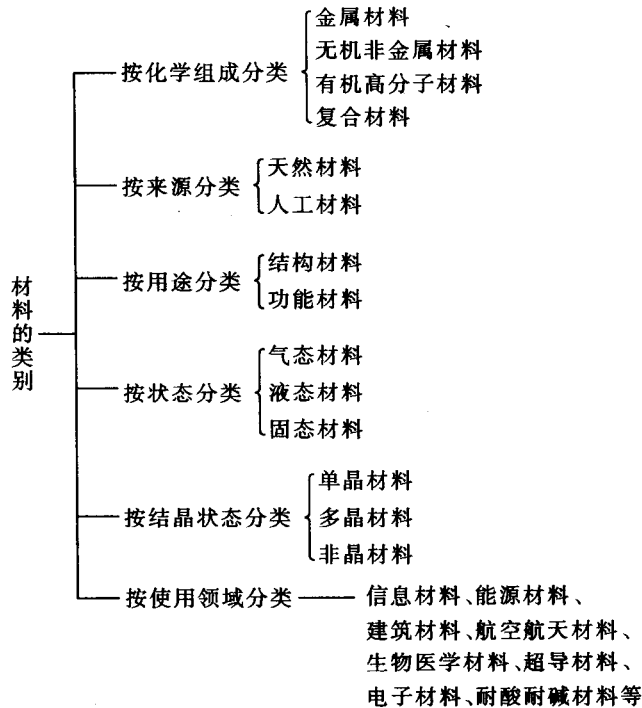 材料的类别
按化学组成分类
金属材料
无机非金属材料
有机高分子材料
复合材料
按来源分类
天然材料
人工材料
按用途分类
结构材料
功能材料
按状态分类
气态材料
液态材料
固态材料
按结晶状态分类
单晶材料
多晶材料
非晶材料
按使用领域分类
信息材料、能源材料、
建筑材料、航空航天材料、
生物医学材料、超导材料、
电子材料、耐酸耐碱材料等